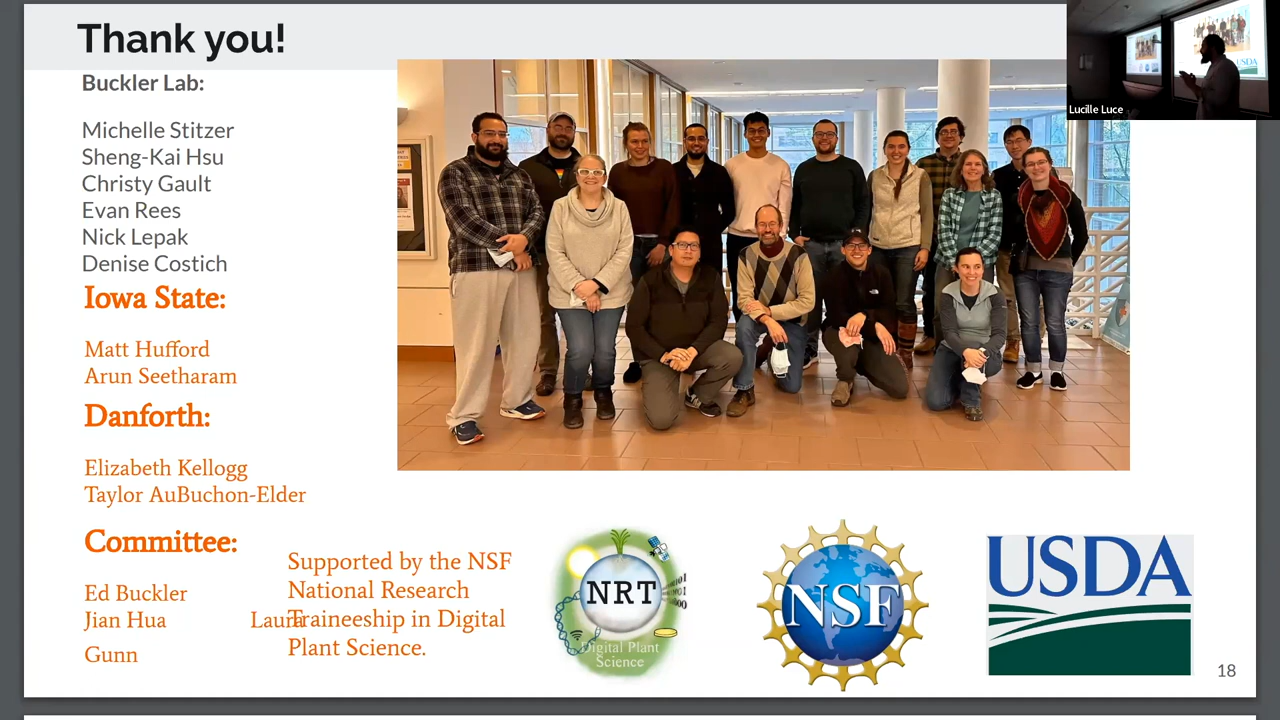 Thank you!
Lucille Luce
Buckler Lab:
Michelle Stitzer
Sheng-Kai Hsu
Christy Gault
Evan Rees
Nick Lepak
Denise Costich
Iowa State:
Matt Hufford
Arun Seetharam
Danforth:
Elizabeth Kellogg
Taylor AuBuchon-Elder
Committee:
Ed Buckler
Jian Hua Laura
Gunn
Supported by the NSF
National Research
Traineeship in Digital
Plant Science.
NRT
Digital Plant
Science
NSF
USDA
18